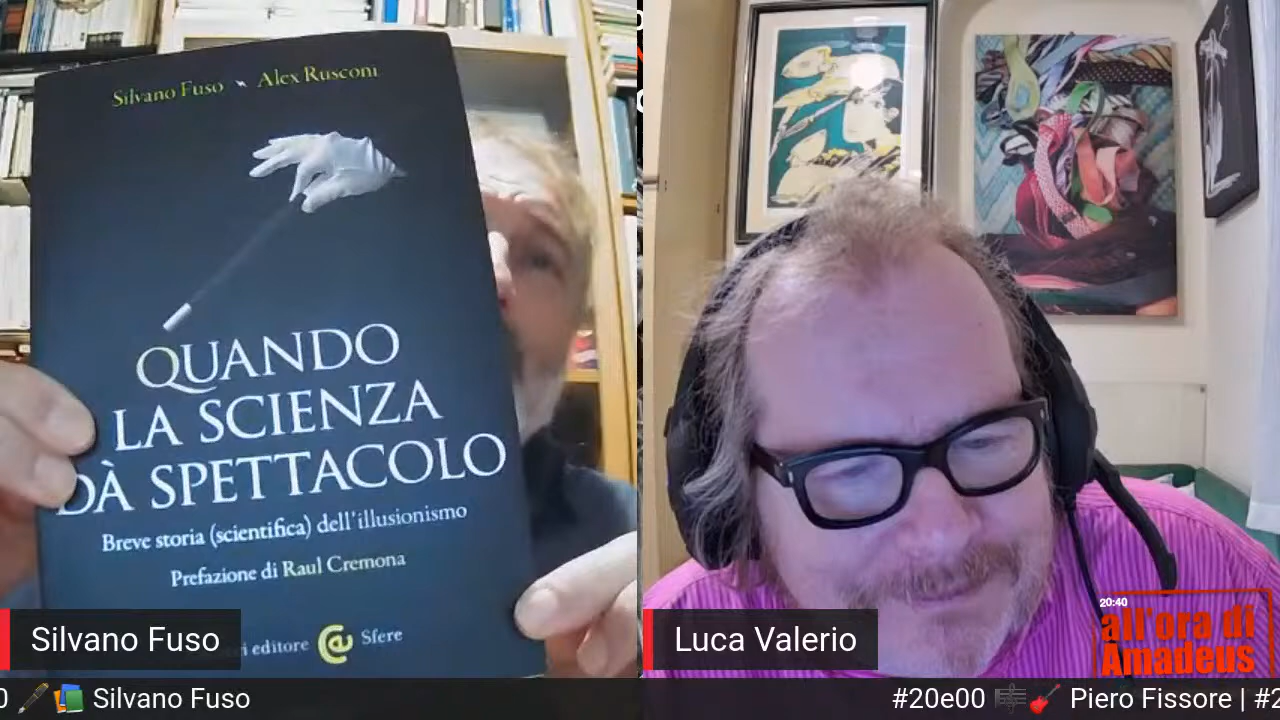 Silvano Fuso Alex Rusconi
QUANDO
LA SCIENZA
DÀ SPETTACOLO
Breve storia (scientifica) dell'illusionismo
Prefazione di Raul Cremona
editore @ Sfere
Silvano Fuso
Luca Valerio
20:40
all'ora di
Amadeus
Silvano Fuso
#20e00 Piero Fissore | #2